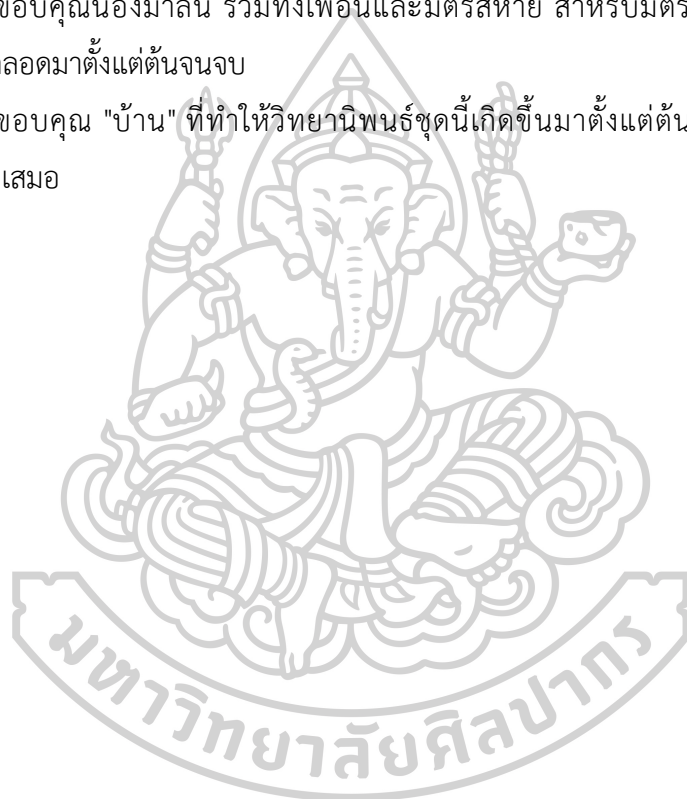 ขอบคุณน้องมาลีน รวมทั้งเพื่อนและมิตรสหาย สำหรับมิตร
ตลอดมาตั้งแต่ต้นจนจบ
ขอบคุณ "บ้าน" ที่ทำให้วิทยานิพนธ์ชุดนี้เกิดขึ้นมาตั้งแต่ต้น
เสมอ
มหาวิทยาลัยศิลปากร